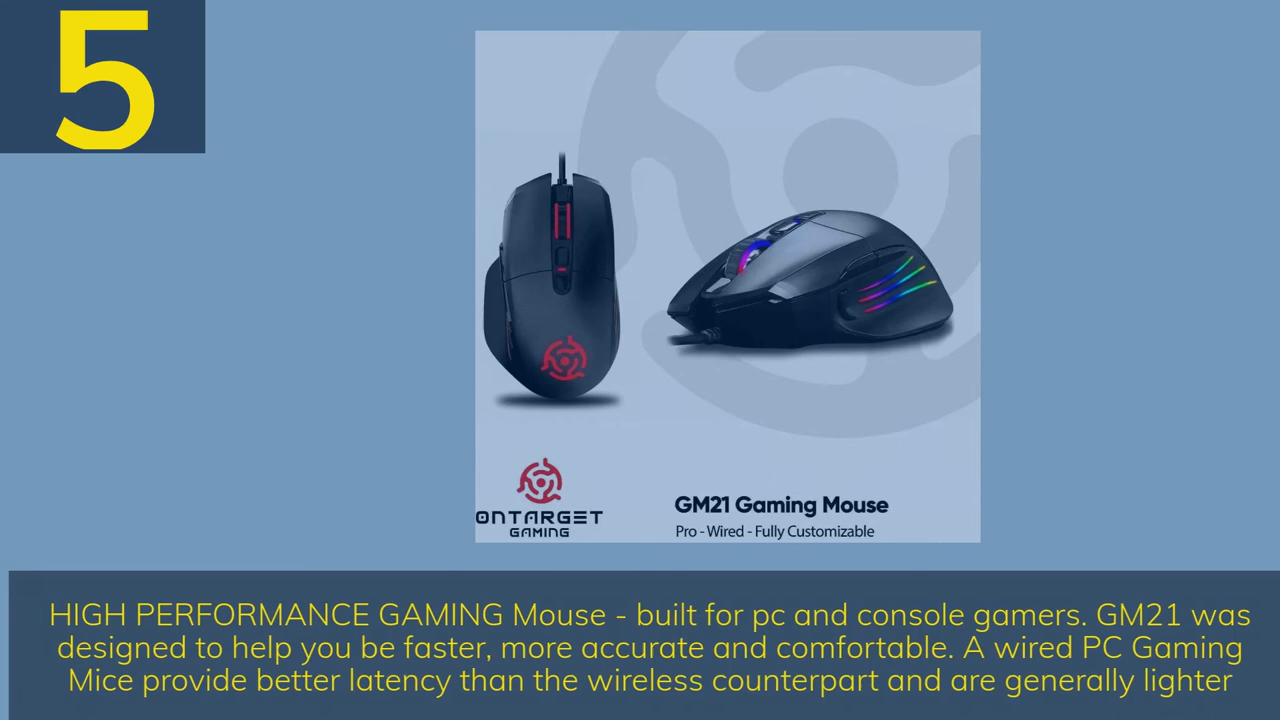 5
ONTARGET
GAMING
GM21 Gaming Mouse
Pro - Wired - Fully Customizable
HIGH PERFORMANCE GAMING Mouse - built for pc and console gamers. GM21 was
designed to help you be faster, more accurate and comfortable. A wired PC Gaming
Mice provide better latency than the wireless counterpart and are generally lighter